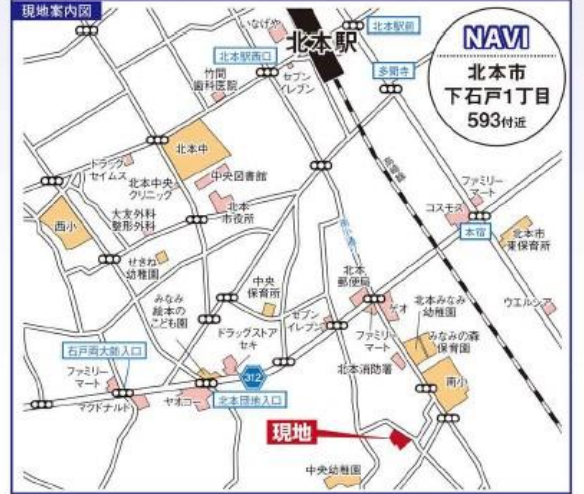 現地案内図
いなげや
北本駅
北本駅前
北本駅西口
セブン
イレブン
多聞寺
竹間
歯科医院
NAVI
北本市
下石戸1丁目
593付近
北本中
高崎線
ドラッグ
セイムス
北本中央
クリニック
中央図書館
ファミリー
マート
コスモス
西小
大友外科
整形外科
北本
市役所
本宿
北本市
東保育所
せきね
幼稚園
中央
保育所
北本
郵便局
ゲオ
北本みなみ
幼稚園
ウエルシア
みなみ
絵本の
こども園
ドラッグストア
セキ
セブン
イレブン
ファミリー
マート
みなみの森
保育園
石戸両大師入口
ファミリー
マート
312
北本消防署
南小
マクドナルド
ヤオコー
北本団地入口
現地
中央幼稚園